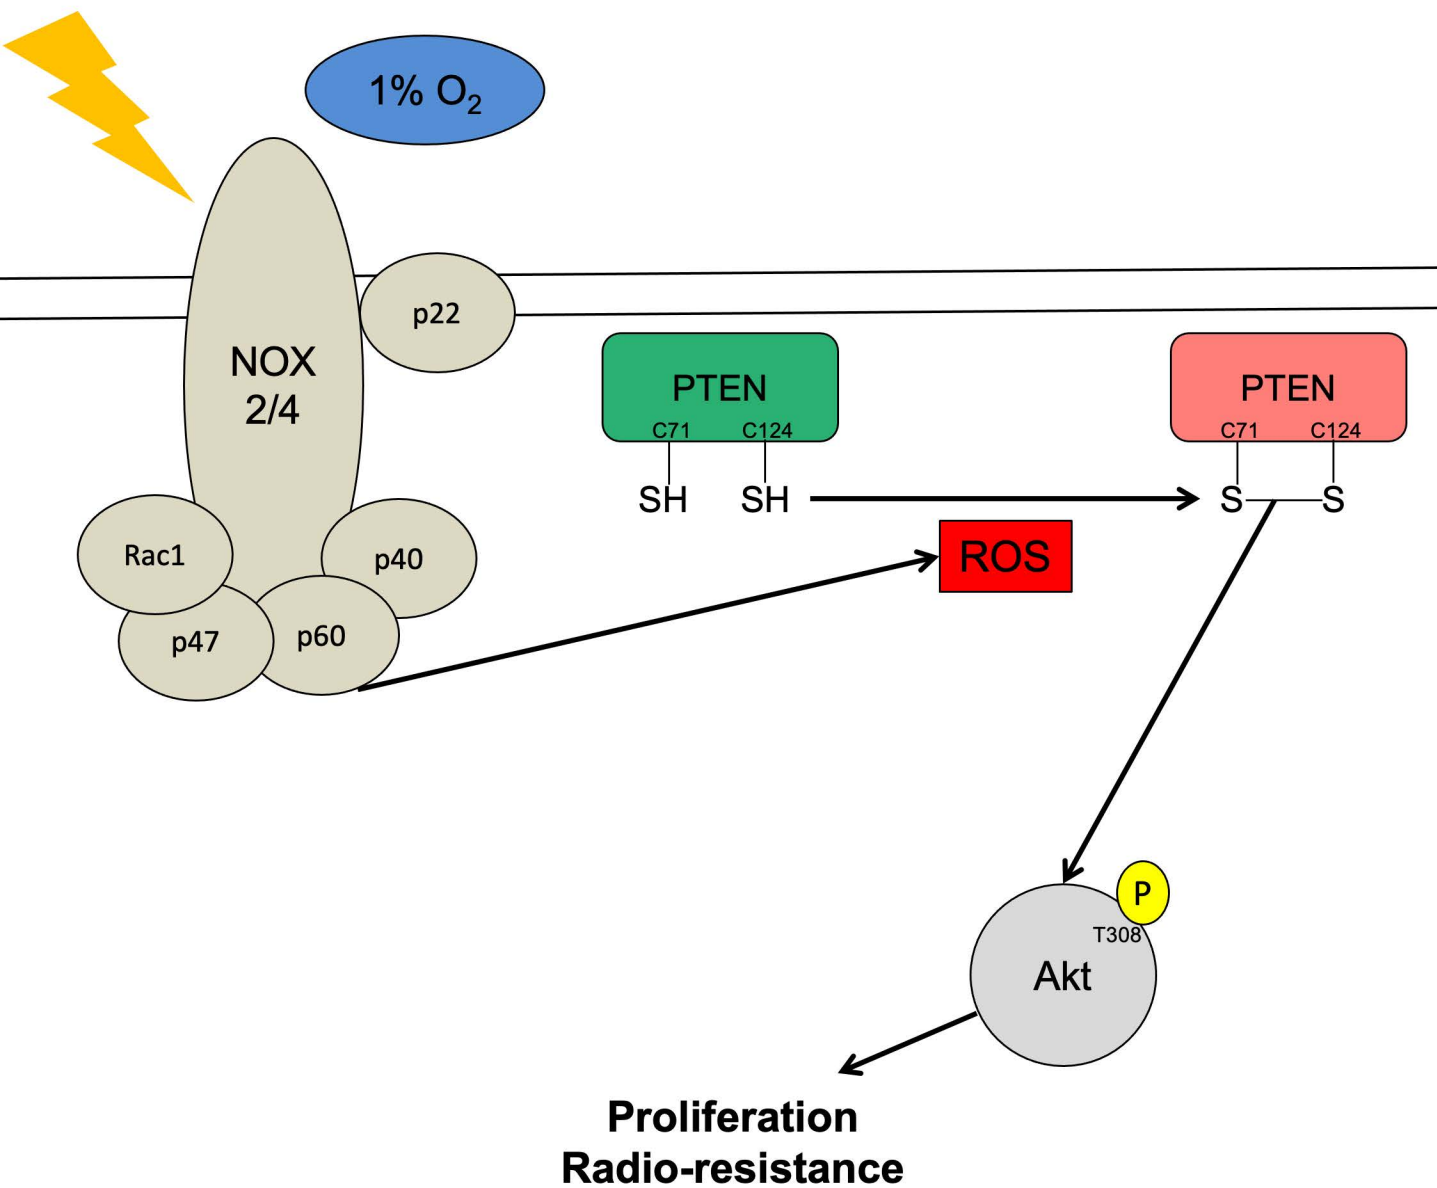 1% O₂
p22
NOX
2/4
PTEN
C71 C124
SH SH
PTEN
C71 C124
S S
Rac1
p40
p47
p60
ROS
P
T308
Akt
Proliferation
Radio-resistance